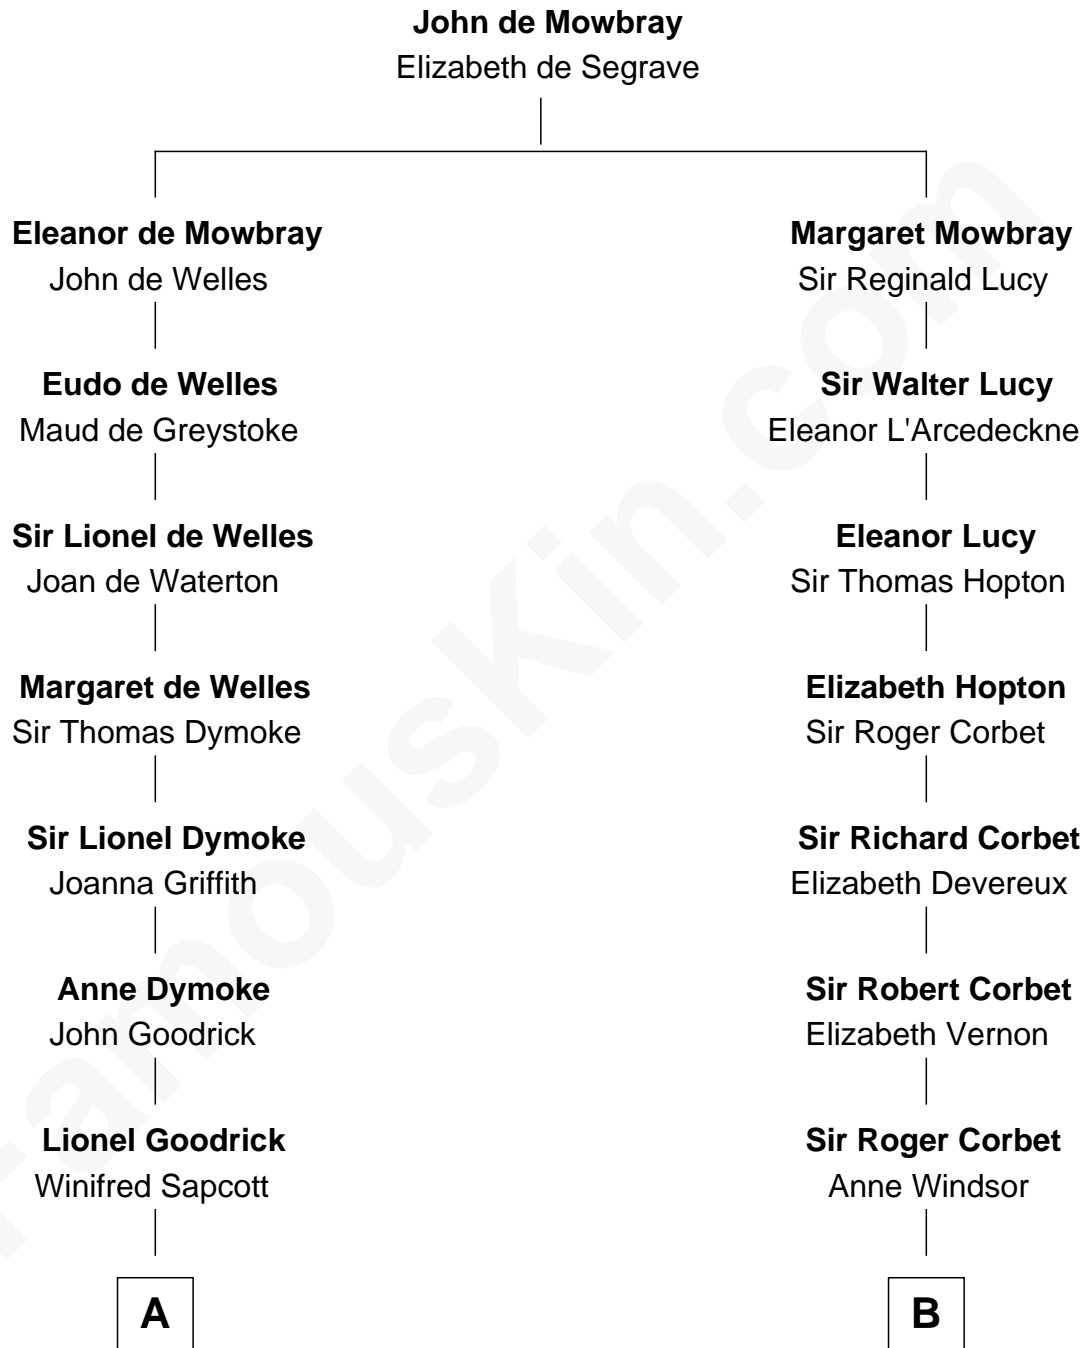 John de Mowbray
Elizabeth de Segrave
Eleanor de Mowbray
John de Welles
Margaret Mowbray
Sir Reginald Lucy
Eudo de Welles
Maud de Greystoke
Sir Walter Lucy
Eleanor L'Arcedeckne
Sir Lionel de Welles
Joan de Waterton
Eleanor Lucy
Sir Thomas Hopton
Margaret de Welles
Sir Thomas Dymoke
Elizabeth Hopton
Sir Roger Corbet
Sir Lionel Dymoke
Joanna Griffith
Sir Richard Corbet
Elizabeth Devereux
Anne Dymoke
John Goodrick
Sir Robert Corbet
Elizabeth Vernon
Lionel Goodrick
Winifred Sapcott
Sir Roger Corbet
Anne Windsor
A
B
FamousKin.com